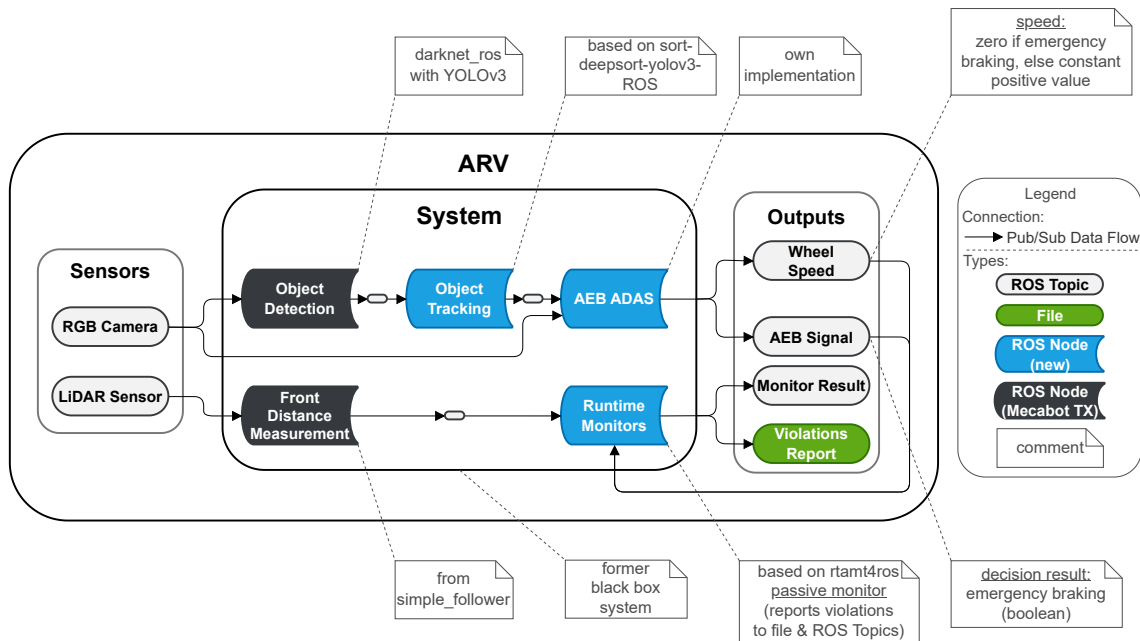 darknet_ros
with YOLOv3
based on sort-
deepsort-yolov3-
ROS
own
implementation
speed:
zero if emergency
braking, else constant
positive value
ARV
System
Sensors
RGB Camera
LiDAR Sensor
Object
Detection
Object
Tracking
AEB ADAS
Front
Distance
Measurement
Runtime
Monitors
Outputs
Wheel
Speed
AEB Signal
Monitor Result
Violations
Report
Legend
Connection:
Pub/Sub Data Flow
Types:
ROS Topic
File
ROS Node
(new)
ROS Node
(Mecabot TX)
comment
from
simple_follower
former
black box
system
based on rtamt4ros
passive monitor
(reports violations
to file & ROS Topics)
decision result:
emergency braking
(boolean)